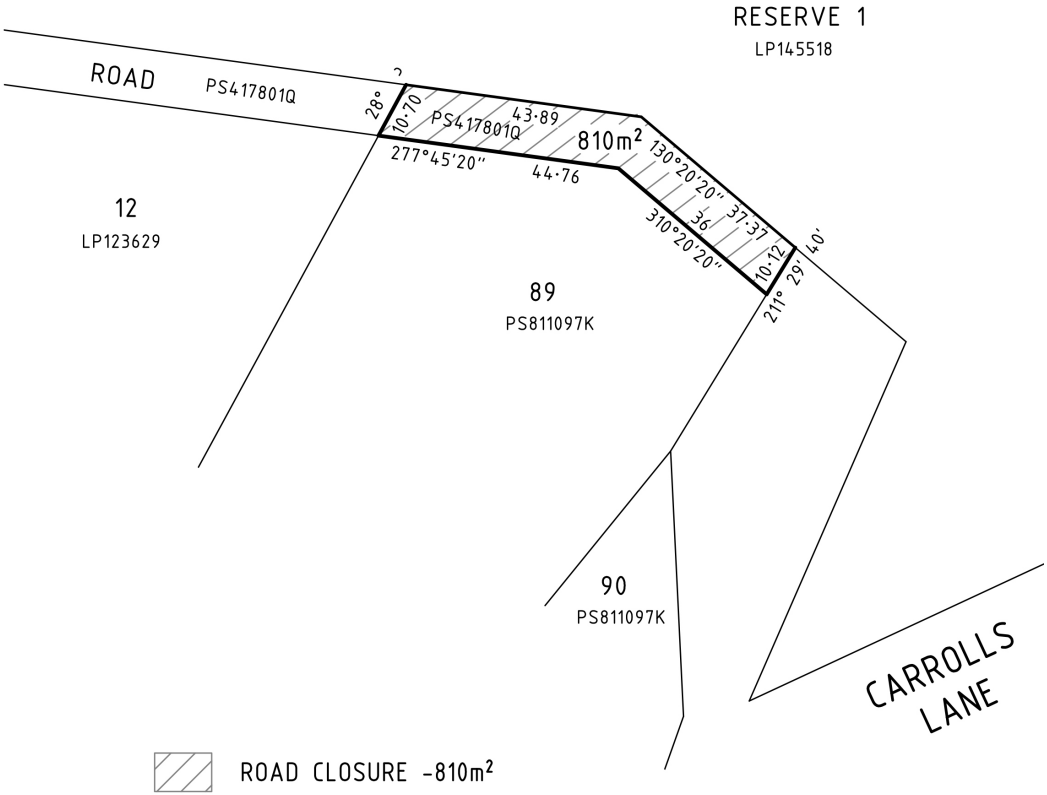 RESERVE 1
LP145518
ROAD
PS417801Q
28°
10·70
43·89
PS417801Q
810m²
277°45'20"
44·76
130°20'20"
37·37
36
310°20'20"
10·12
211° 29' 40'
12
LP123629
89
PS811097K
90
PS811097K
CARROLLS
LANE
ROAD CLOSURE -810m²